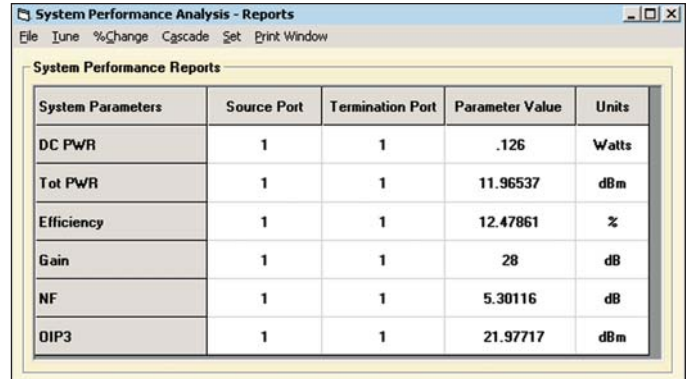 System Performance Analysis - Reports
File Tune %Change Cascade Set Print Window
System Performance Reports
System Parameters Source Port Termination Port Parameter Value Units
DC PWR 1 1 .126 Watts
Tot PWR 1 1 11.96537 dBm
Efficiency 1 1 12.47861 %
Gain 1 1 28 dB
NF 1 1 5.30116 dB
OIP3 1 1 21.97717 dBm